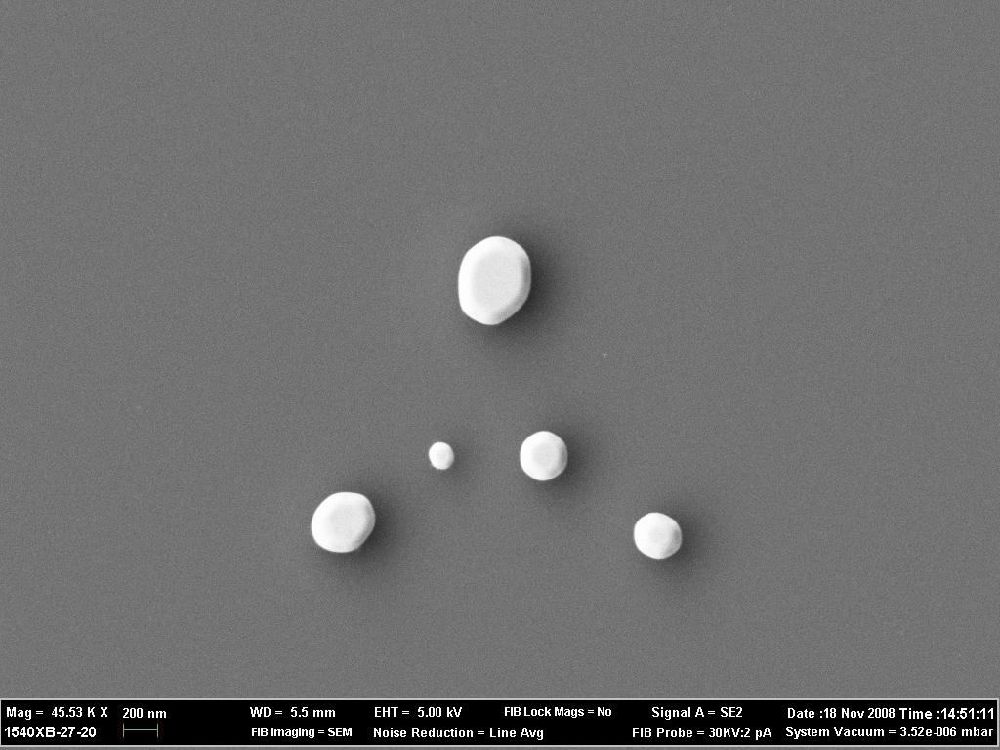 Mag = 45.53 K X 200 nm WD = 5.5 mm EHT = 5.00 kV FIB Lock Mags = No Signal A = SE2 Date :18 Nov 2008 Time :14:51:11
1540XB-27-20 FIB Imaging = SEM Noise Reduction = Line Avg FIB Probe = 30KV:2 pA System Vacuum = 3.52e-006 mbar